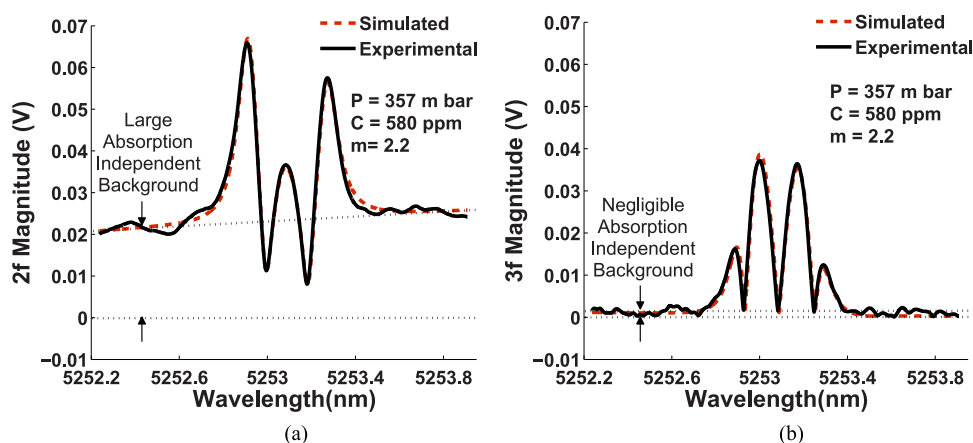 Simulated
Experimental
P = 357 m bar
C = 580 ppm
m= 2.2
Large
Absorption
Independent
Background
2f Magnitude (V)
0.07
0.06
0.05
0.04
0.03
0.02
0.01
0
−0.01
5252.2 5252.6 5253 5253.4 5253.8
Wavelength(nm)
(a)
Simulated
Experimental
P = 357 m bar
C = 580 ppm
m = 2.2
Negligible
Absorption
Independent
Background
3f Magnitude (V)
0.07
0.06
0.05
0.04
0.03
0.02
0.01
0
−0.01
5252.2 5252.6 5253 5253.4 5253.8
Wavelength(nm)
(b)